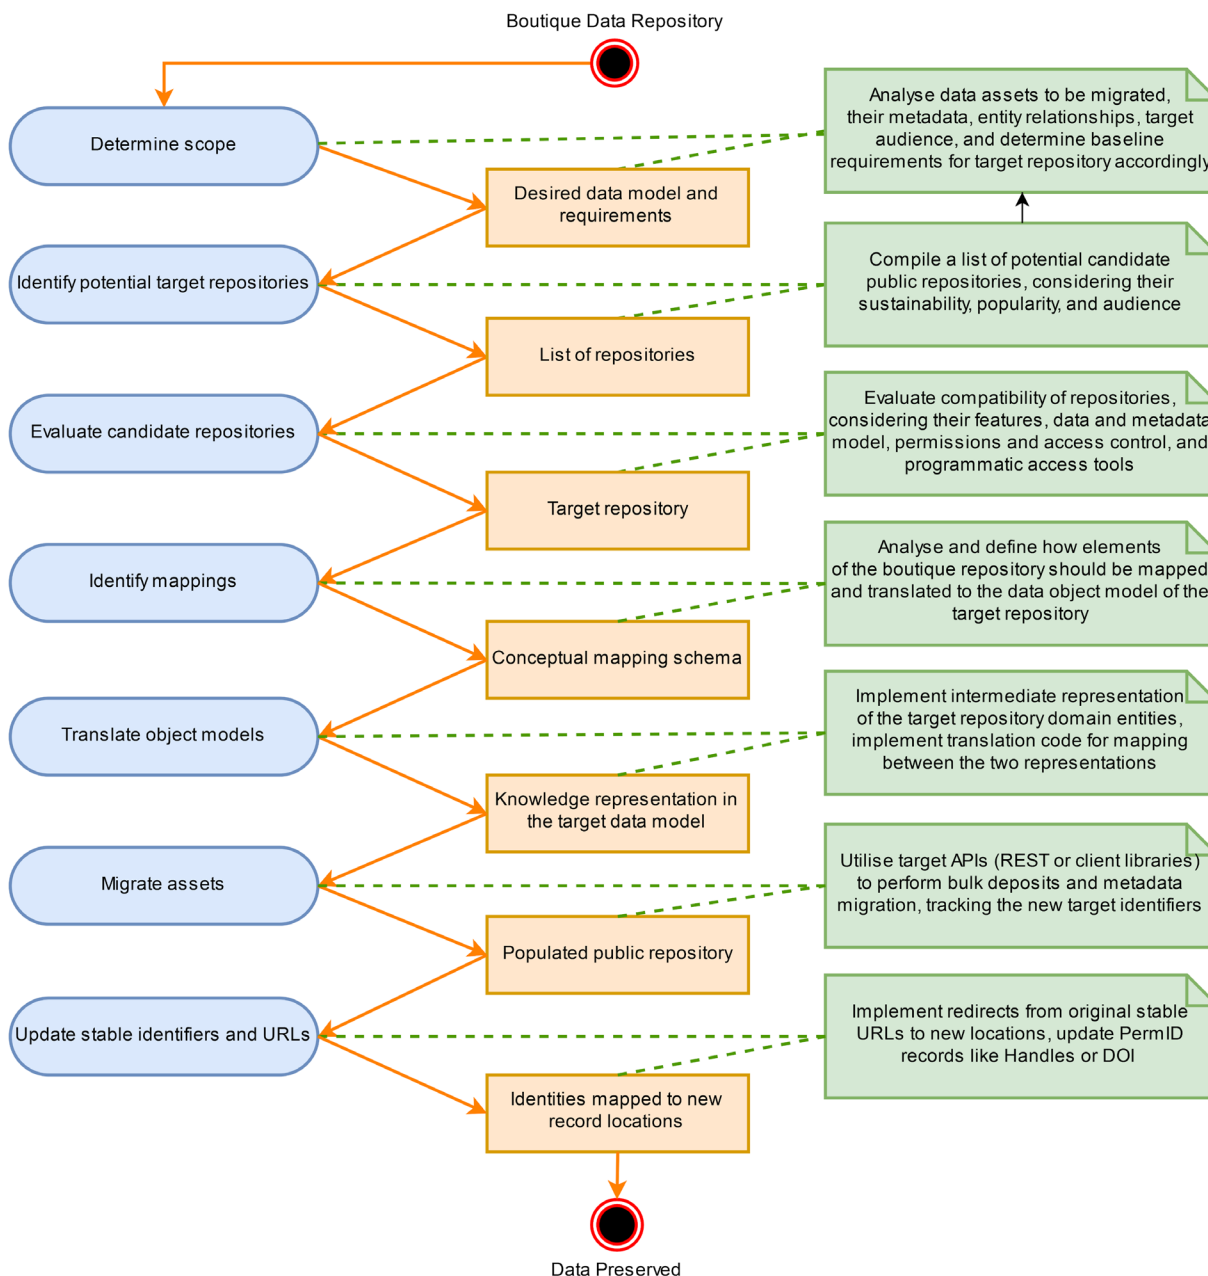 Boutique Data Repository
Determine scope
Analyse data assets to be migrated,
their metadata, entity relationships, target
audience, and determine baseline
requirements for target repository accordingly
Desired data model and
requirements
Identify potential target repositories
Compile a list of potential candidate
public repositories, considering their
sustainability, popularity, and audience
List of repositories
Evaluate candidate repositories
Evaluate compatibility of repositories,
considering their features, data and metadata
model, permissions and access control, and
programmatic access tools
Target repository
Identify mappings
Analyse and define how elements
of the boutique repository should be mapped
and translated to the data object model of the
target repository
Conceptual mapping schema
Translate object models
Implement intermediate representation
of the target repository domain entities,
implement translation code for mapping
between the two representations
Knowledge representation in
the target data model
Migrate assets
Utilise target APIs (REST or client libraries)
to perform bulk deposits and metadata
migration, tracking the new target identifiers
Populated public repository
Update stable identifiers and URLs
Implement redirects from original stable
URLs to new locations, update PermID
records like Handles or DOI
Identities mapped to new
record locations
Data Preserved